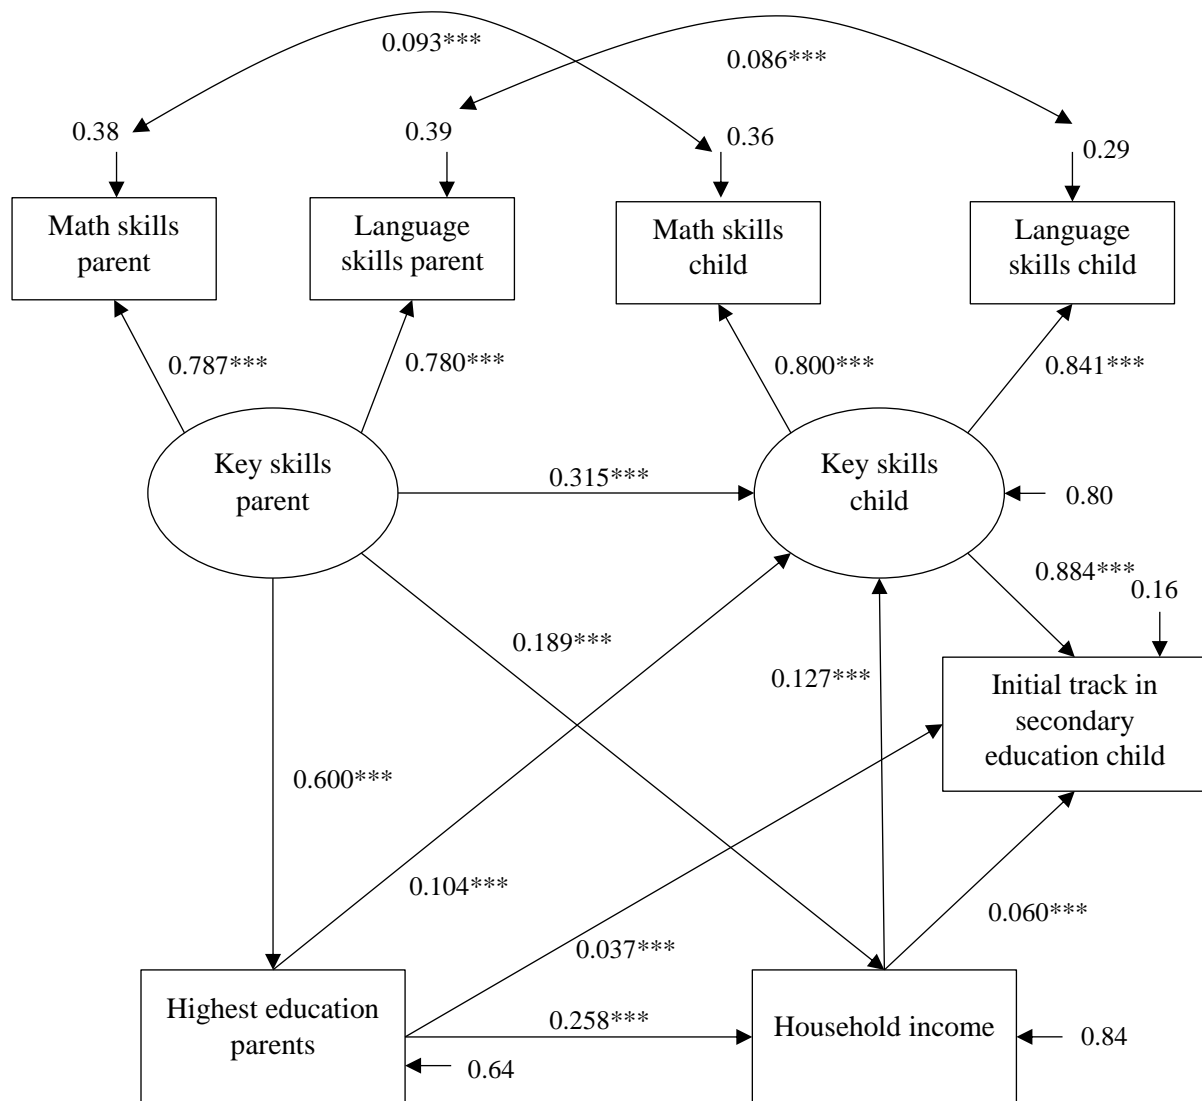 0.093***
0.086***
0.38
0.39
0.36
0.29
Math skills
parent
Language
skills parent
Math skills
child
Language
skills child
0.787***
0.780***
0.800***
0.841***
Key skills
parent
0.315***
Key skills
child
0.80
0.884***
0.16
0.189***
0.127***
Initial track in
secondary
education child
0.600***
0.104***
0.037***
0.060***
Highest education
parents
0.258***
Household income
0.84
0.64